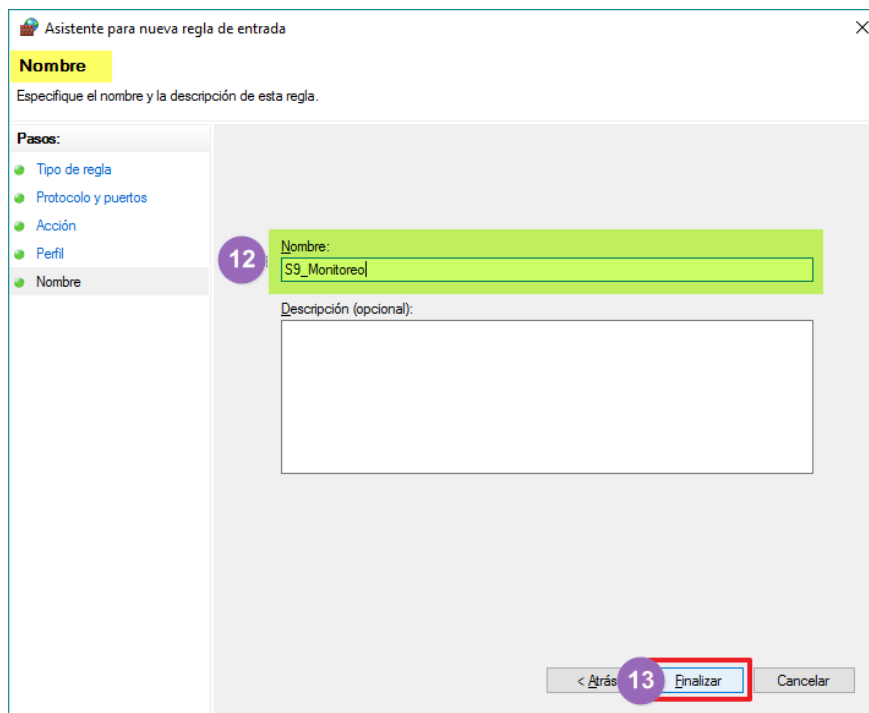 Asistente para nueva regla de entrada
Nombre
Especifique el nombre y la descripción de esta regla.
Pasos:
Tipo de regla
Protocolo y puertos
Acción
Perfil
Nombre
12
Nombre:
S9_Monitoreo
Descripción (opcional):
< Atrás
13
Finalizar
Cancelar